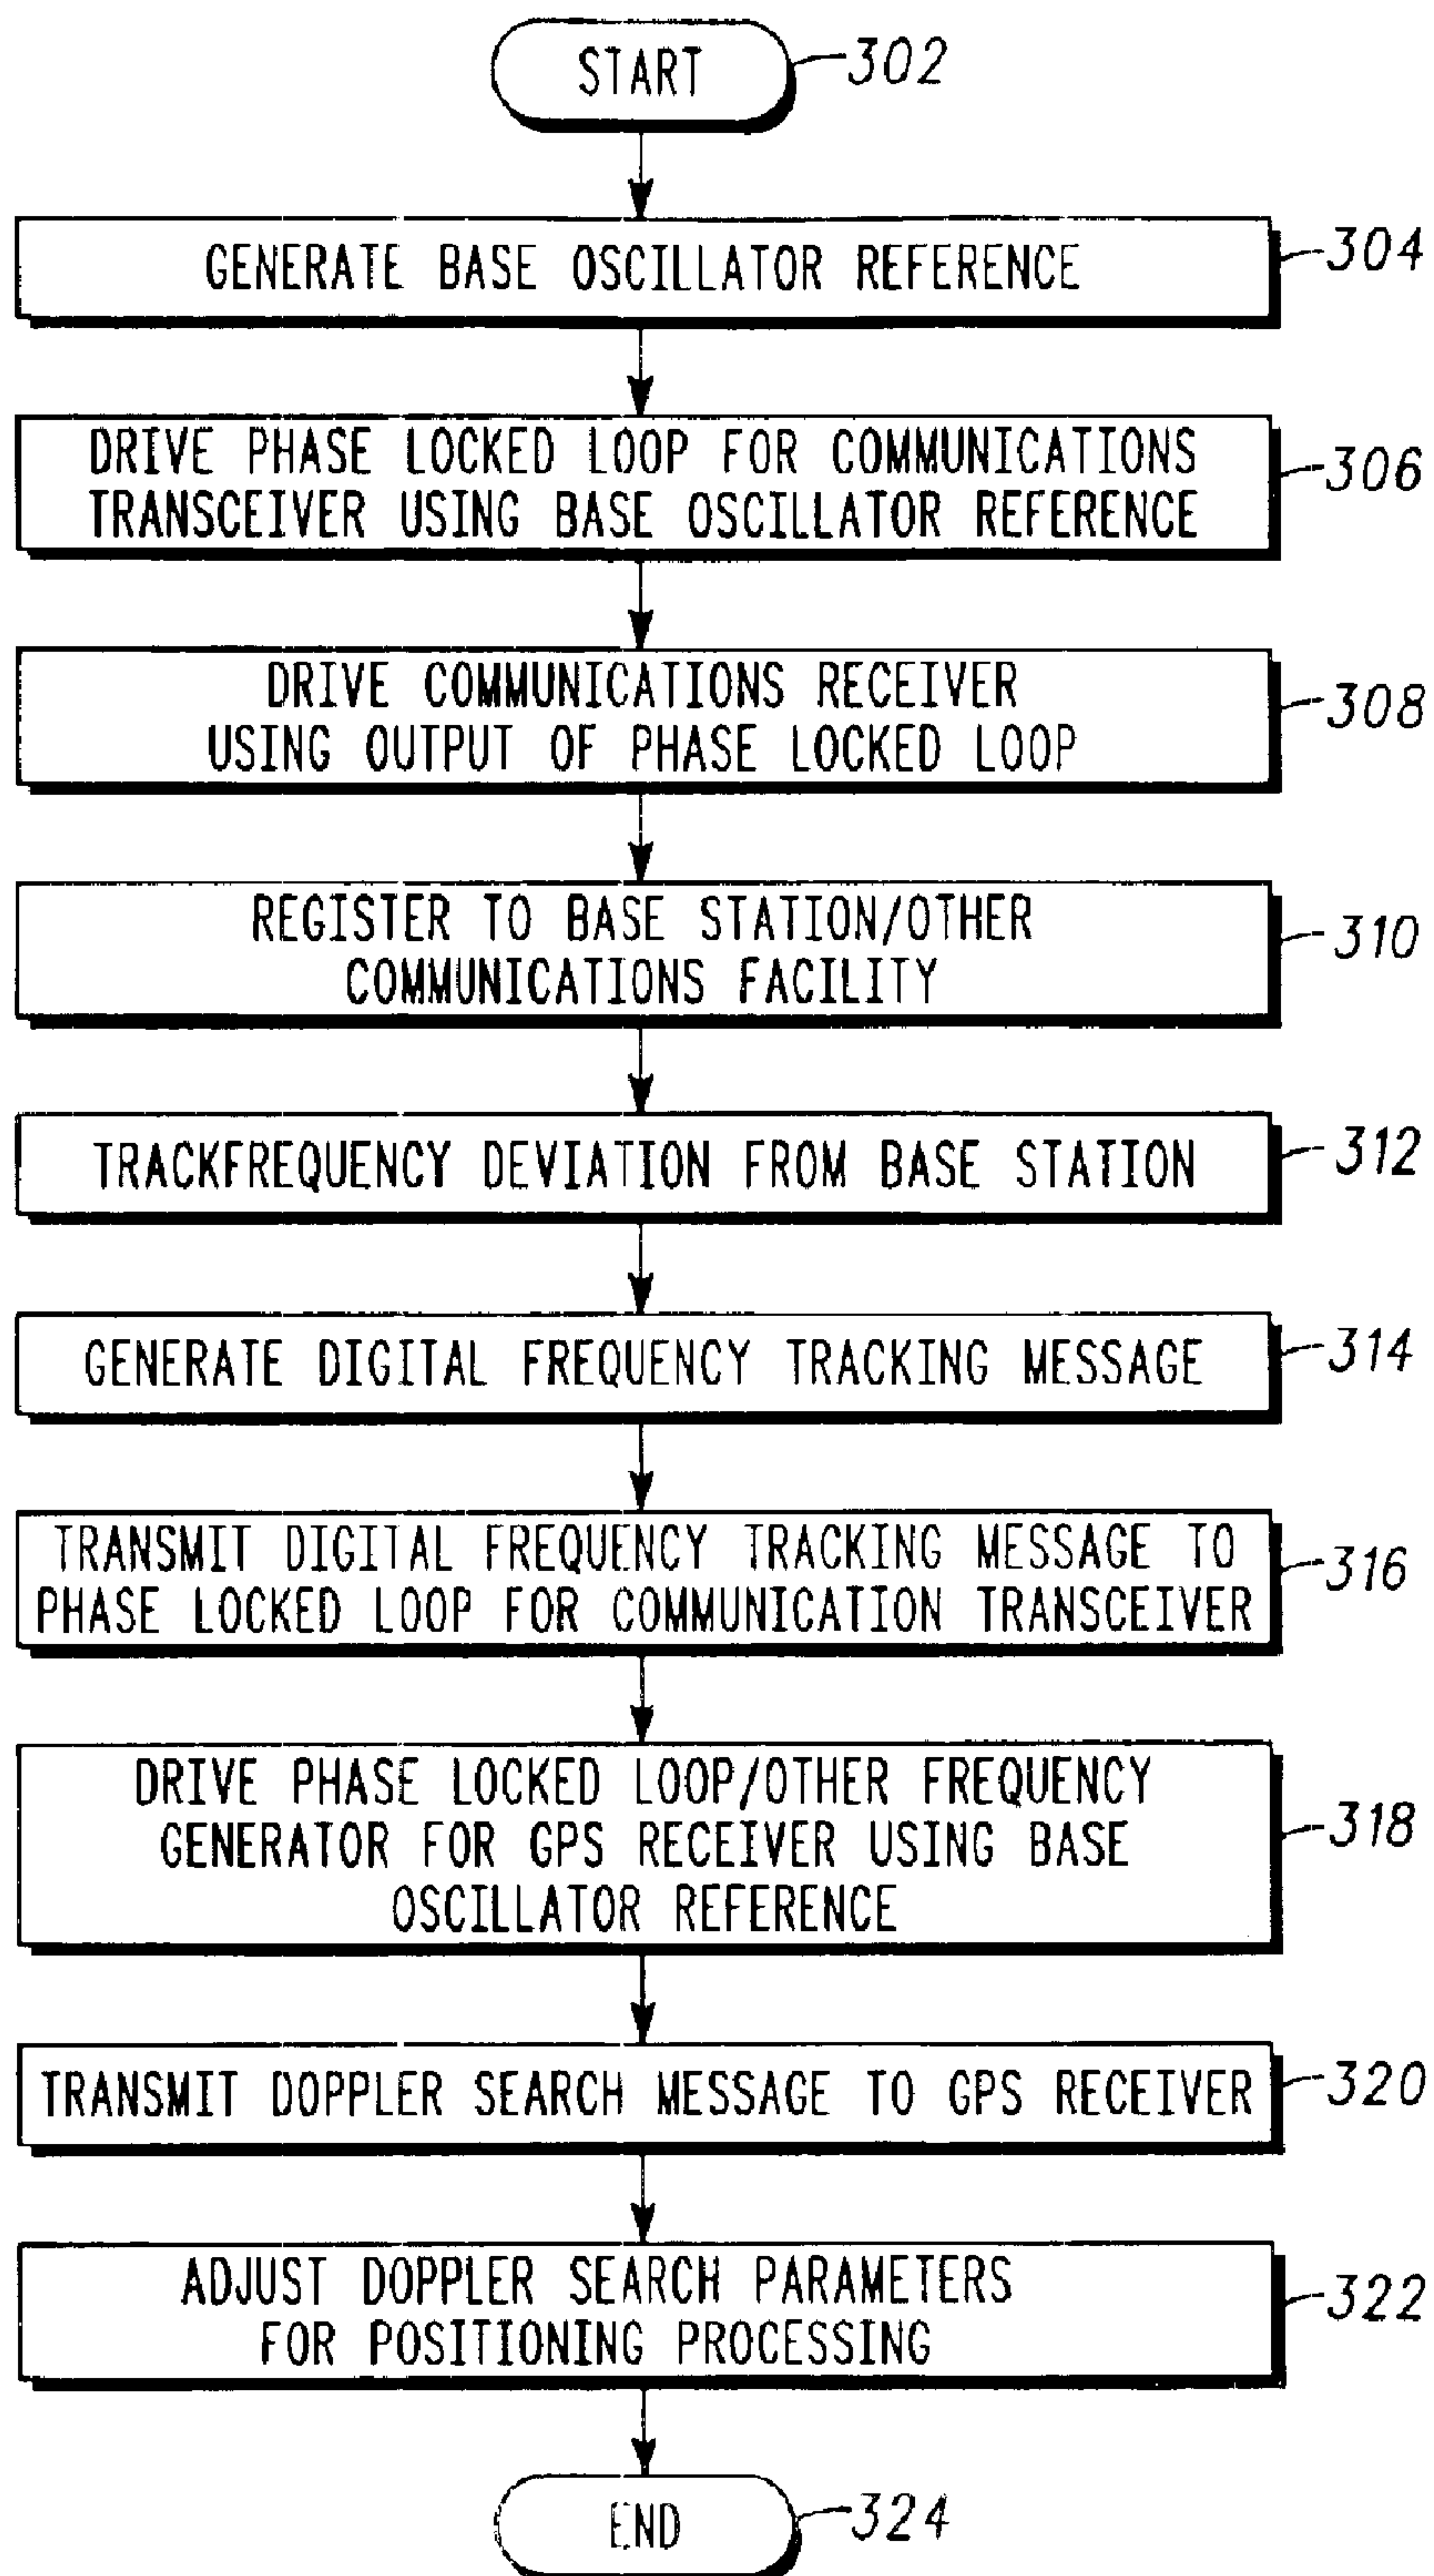 START
302
GENERATE BASE OSCILLATOR REFERENCE
304
DRIVE PHASE LOCKED LOOP FOR COMMUNICATIONS
TRANSCEIVER USING BASE OSCILLATOR REFERENCE
306
DRIVE COMMUNICATIONS RECEIVER
USING OUTPUT OF PHASE LOCKED LOOP
308
REGISTER TO BASE STATION/OTHER
COMMUNICATIONS FACILITY
310
TRACKFREQUENCY DEVIATION FROM BASE STATION
312
GENERATE DIGITAL FREQUENCY TRACKING MESSAGE
314
TRANSMIT DIGITAL FREQUENCY TRACKING MESSAGE TO
PHASE LOCKED LOOP FOR COMMUNICATION TRANSCEIVER
316
DRIVE PHASE LOCKED LOOP/OTHER FREQUENCY
GENERATOR FOR GPS RECEIVER USING BASE
OSCILLATOR REFERENCE
318
TRANSMIT DOPPLER SEARCH MESSAGE TO GPS RECEIVER
320
ADJUST DOPPLER SEARCH PARAMETERS
FOR POSITIONING PROCESSING
322
END
324